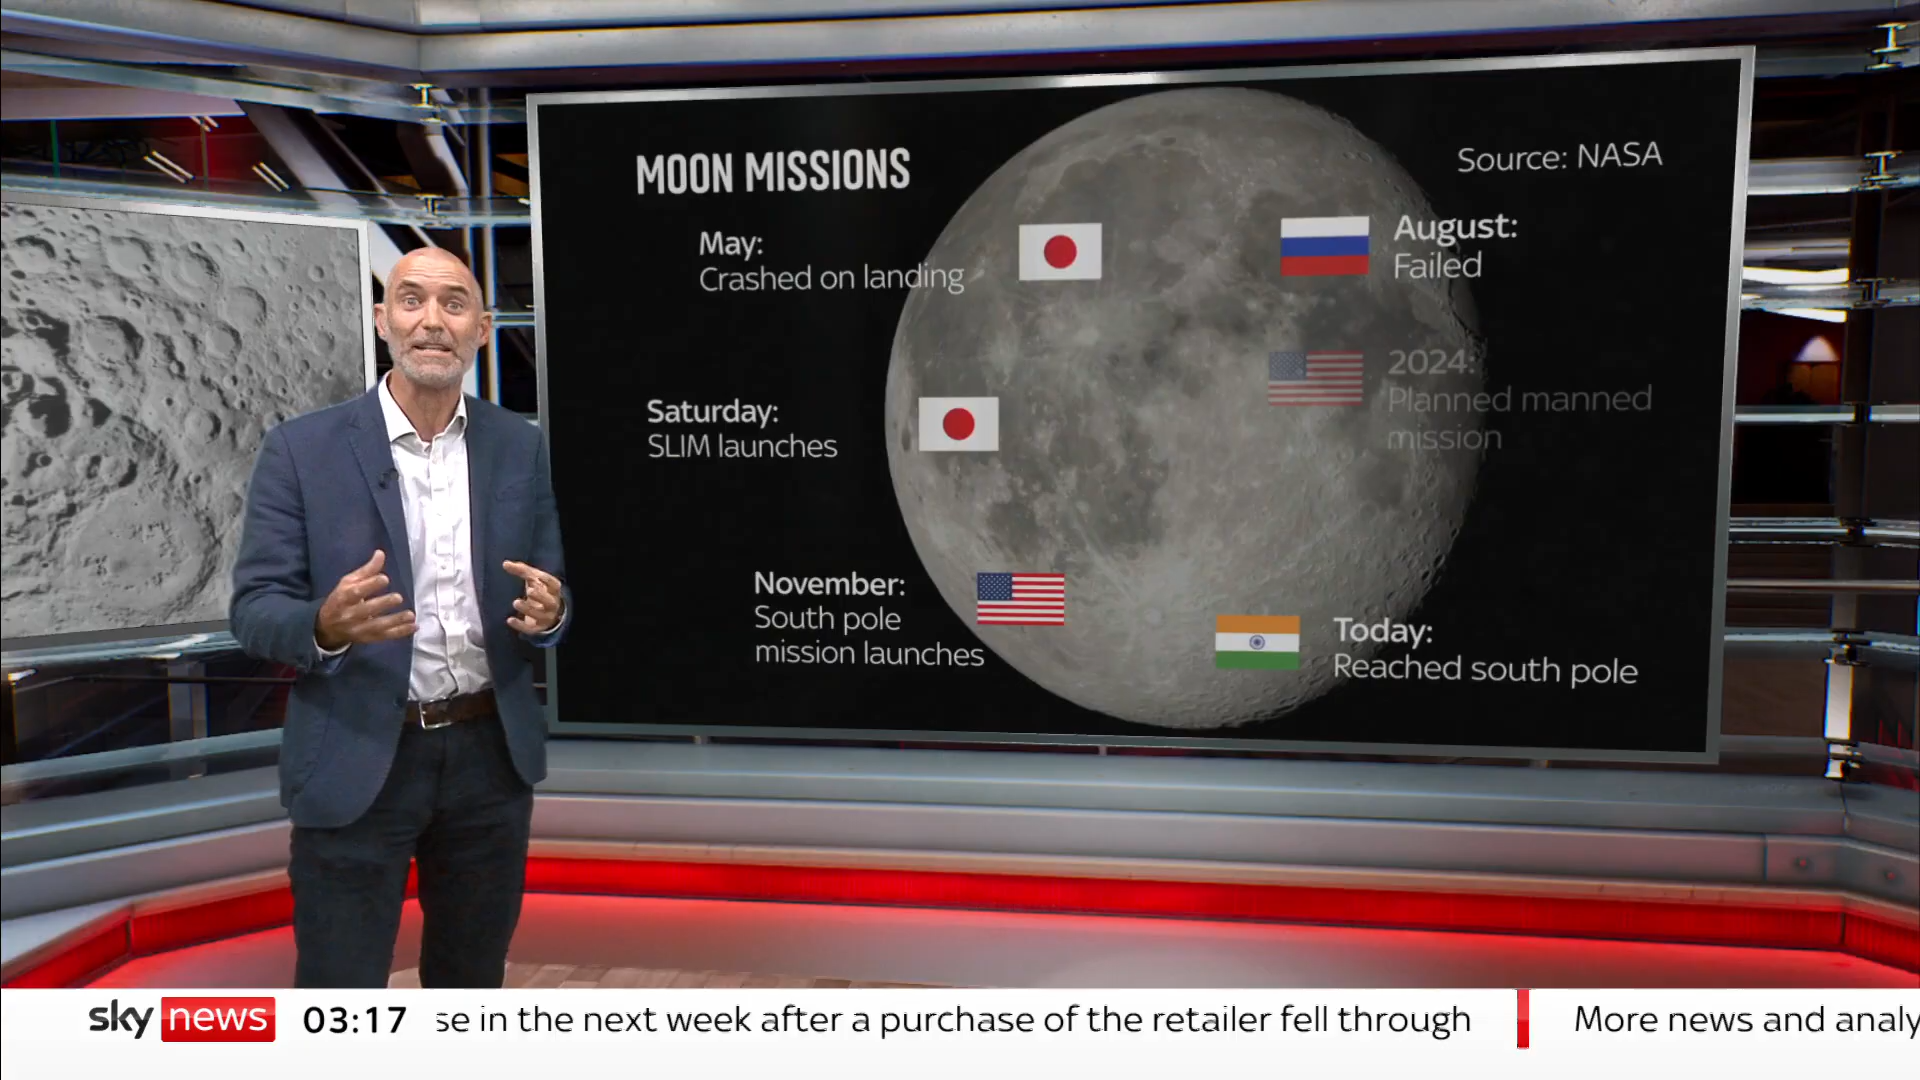 MOON MISSIONS
Source: NASA
May:
Crashed on landing
August:
Failed
2024:
Planned manned
mission
Saturday:
SLIM launches
November:
South pole
mission launches
Today:
Reached south pole
sky news 03:17 se in the next week after a purchase of the retailer fell through More news and analy